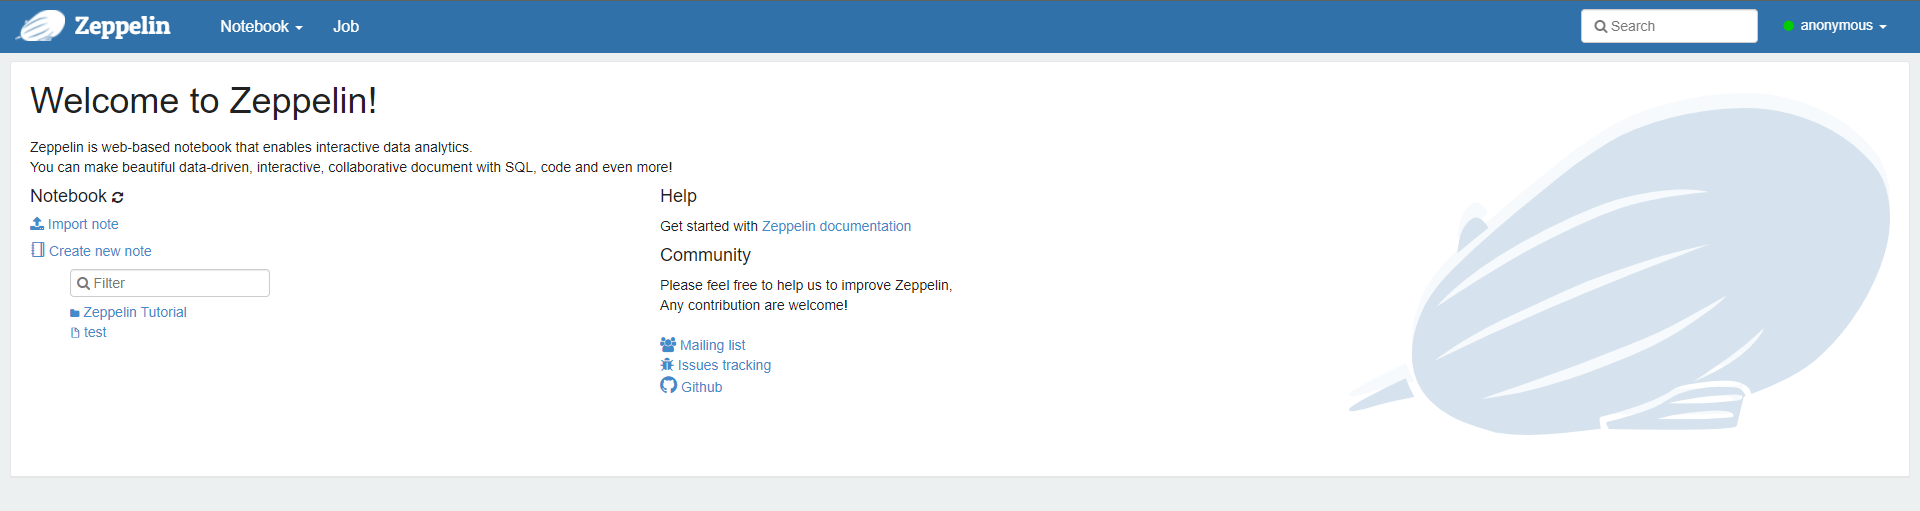 Zeppelin
Notebook
Job
Search
anonymous
Welcome to Zeppelin!
Zeppelin is web-based notebook that enables interactive data analytics.
You can make beautiful data-driven, interactive, collaborative document with SQL, code and even more!
Notebook
Import note
Create new note
Filter
Zeppelin Tutorial
test
Help
Get started with Zeppelin documentation
Community
Please feel free to help us to improve Zeppelin,
Any contribution are welcome!
Mailing list
Issues tracking
Github